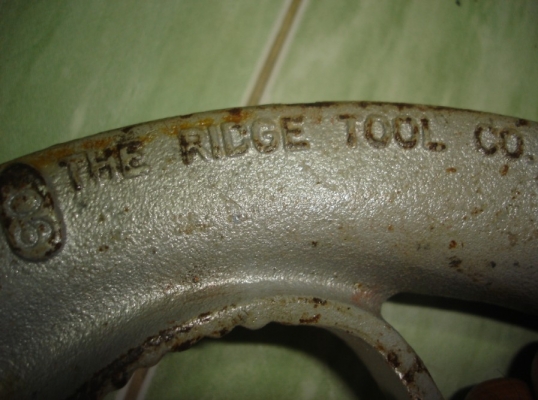 THE RIDGE TOOL CO.